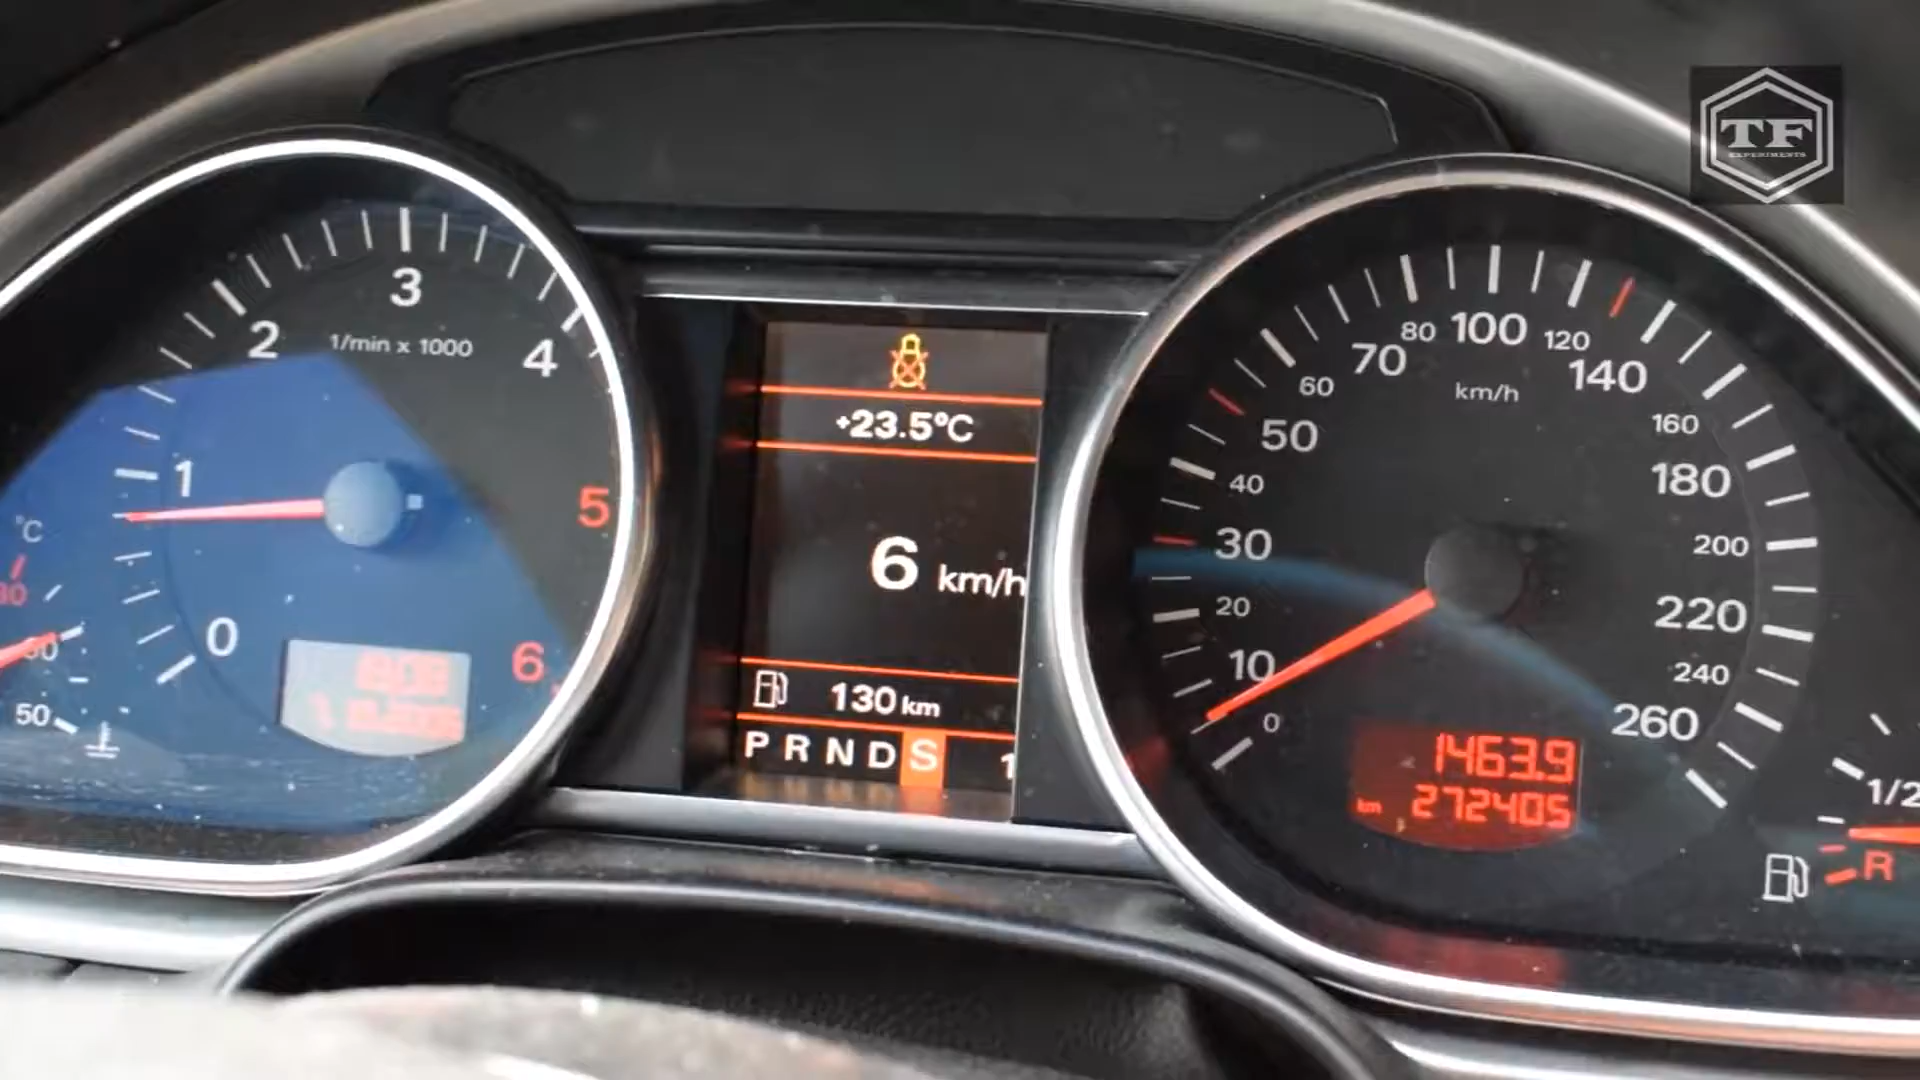 TF
EXPERIMENTS
3
2
1/min x 1000
4
1
5
0
6
°C
50
+23.5°C
6 km/h
130 km
P R N D S 1
80 100 120
70 140
60 km/h 160
50 180
40
30 200
20 220
10 240
0 260
1463.9
km 272405
1/2
R